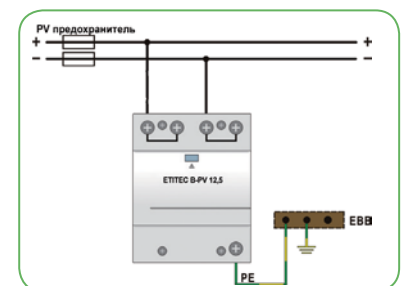 PV предохранитель
+ +
− −
ETITEC B-PV 12,5
EBB
PE